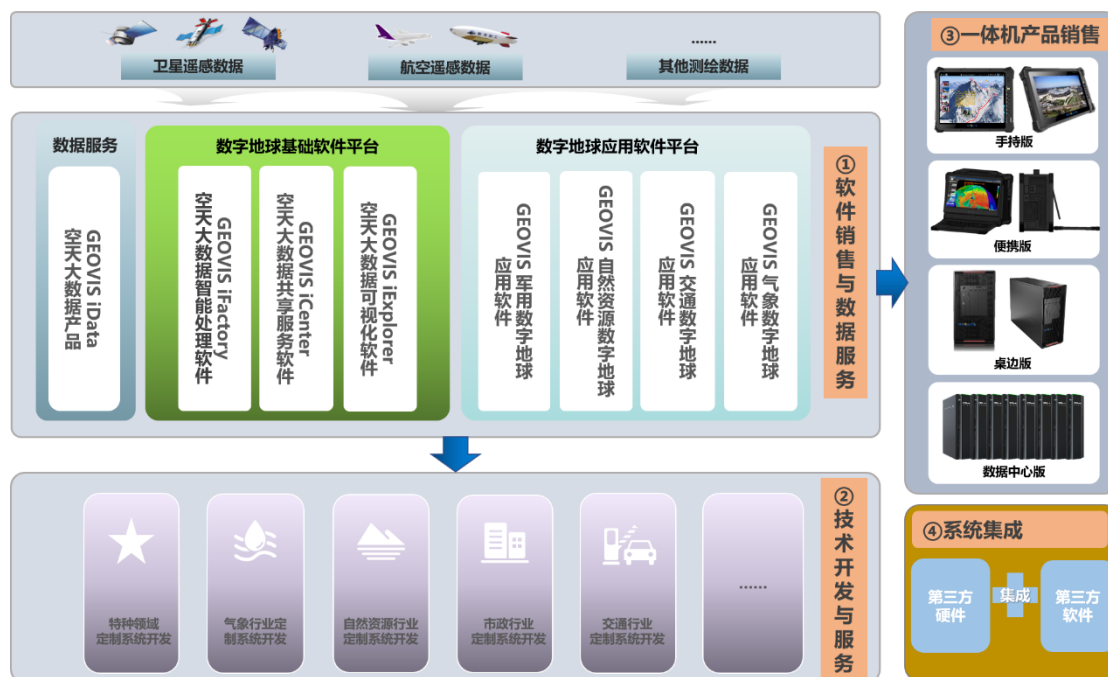 卫星遥感数据
航空遥感数据
......
其他测绘数据
数据服务
GEOVIS iData
空天大数据产品
数字地球基础软件平台
GEOVIS iFactory
空天大数据智能处理软件
GEOVIS iCenter
空天大数据共享服务软件
GEOVIS iExplorer
空天大数据可视化软件
数字地球应用软件平台
GEOVIS 军用数字地球
应用软件
GEOVIS 自然资源数字地球
应用软件
GEOVIS 交通数字地球
应用软件
GEOVIS 气象数字地球
应用软件
①软件销售与数据服务
特种领域
定制系统开发
气象行业定
制系统开发
自然资源行业
定制系统开发
市政行业
定制系统开发
交通行业
定制系统开发
......
②技术开发与服务
③一体机产品销售
手持版
便携版
桌边版
数据中心版
④系统集成
第三方
硬件
集成
第三方
软件